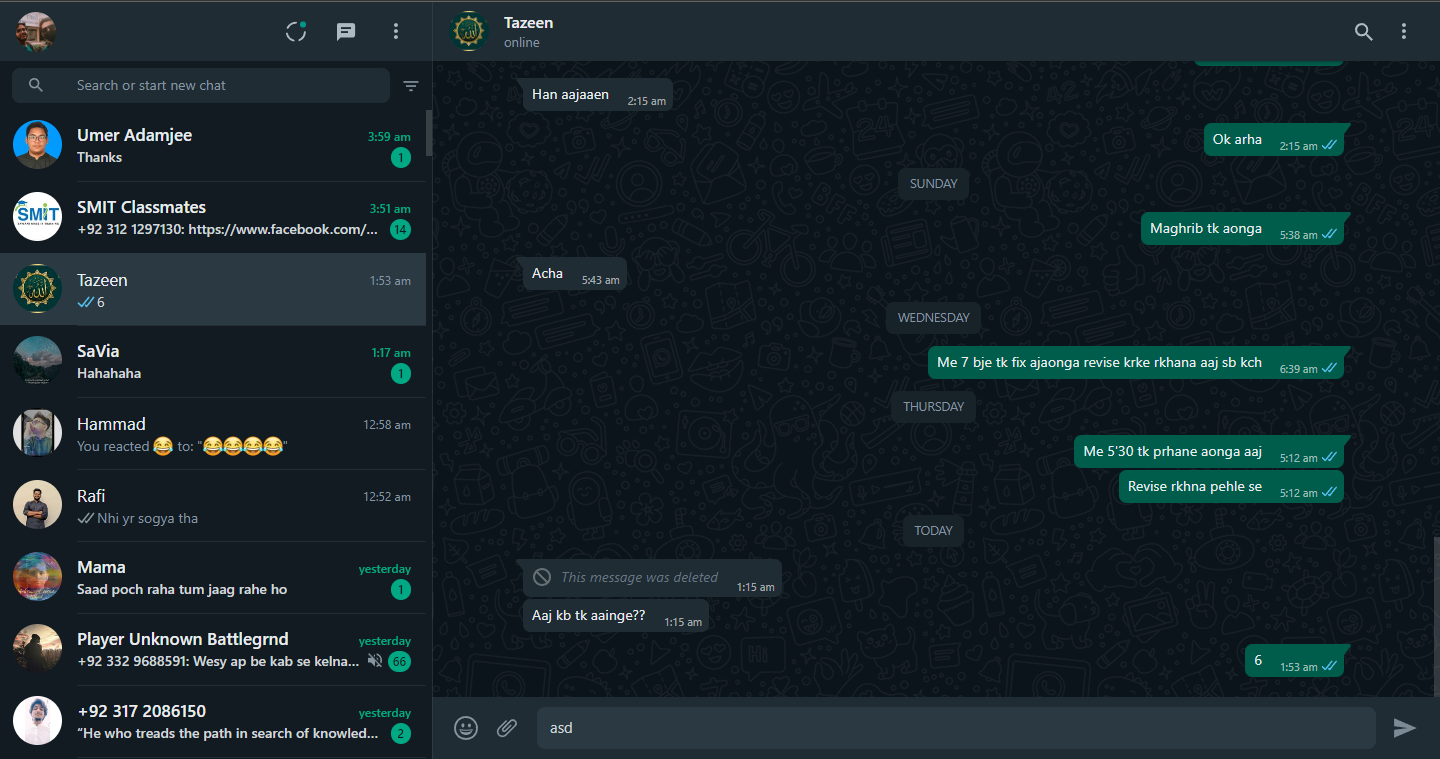 Search or start new chat
Umer Adamjee
3:59 am
Thanks
1
SMIT Classmates
3:51 am
+92 312 1297130: https://www.facebook.com/...
14
Tazeen
1:53 am
6
SaVia
1:17 am
Hahahaha
1
Hammad
12:58 am
You reacted 😂 to: "😂😂😂😂"
Rafi
12:52 am
Nhi yr sogya tha
Mama
yesterday
Saad poch raha tum jaag rahe ho
1
Player Unknown Battlegrnd
yesterday
+92 332 9688591: Wesy ap be kab se kelna...
66
+92 317 2086150
yesterday
“He who treads the path in search of knowled...
2
Tazeen
online
Han aajaaen 2:15 am
Ok arha 2:15 am
SUNDAY
Maghrib tk aonga 5:38 am
Acha 5:43 am
WEDNESDAY
Me 7 bje tk fix ajaonga revise krke rkhana aaj sb kch 6:39 am
THURSDAY
Me 5'30 tk prhane aonga aaj 5:12 am
Revise rkhna pehle se 5:12 am
TODAY
This message was deleted 1:15 am
Aaj kb tk aainge?? 1:15 am
6 1:53 am
asd
SMIT